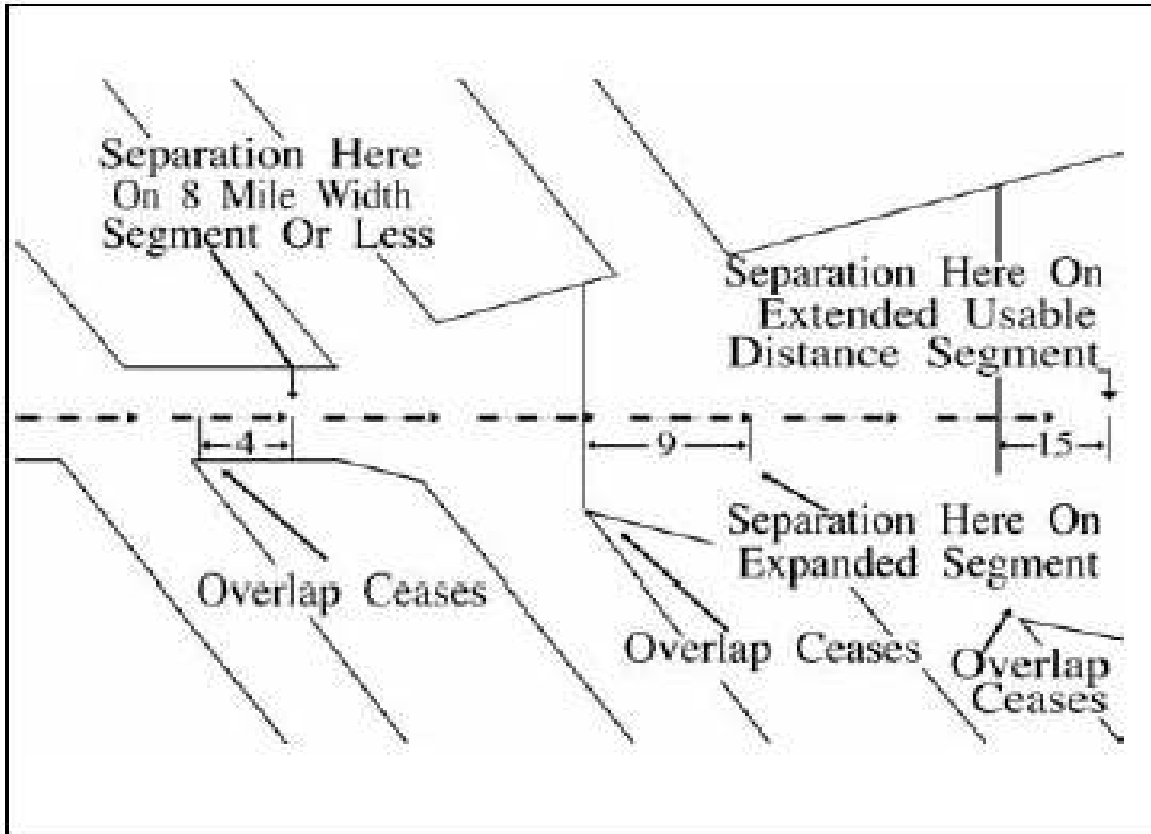 Separation Here
On 8 Mile Width
Segment Or Less
Separation Here On
Extended Usable
Distance Segment
4
9
15
Separation Here On
Expanded Segment
Overlap Ceases
Overlap Ceases
Overlap
Ceases